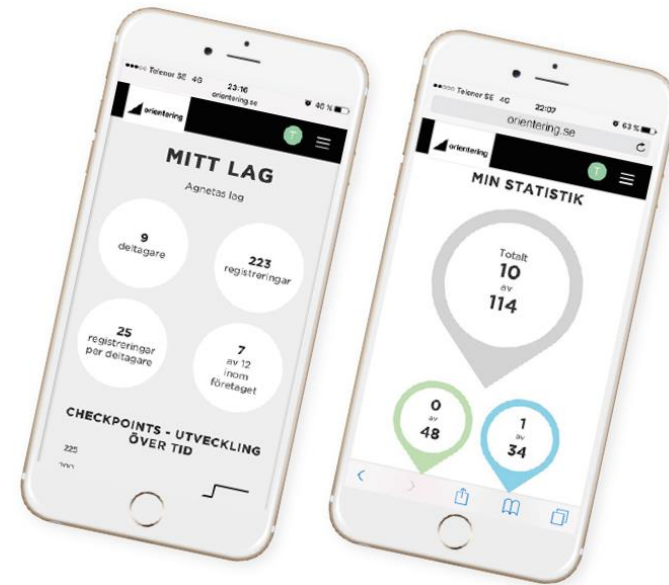 Telenor SE 4G
23:16
46 %
orientering.se
orientering
T
MITT LAG
Agnetas lag
9
deltagare
223
registreringar
25
registreringar
per deltagare
7
av 12
inom
företaget
CHECKPOINTS - UTVECKLING
ÖVER TID
225
Telenor SE 4G
22:07
63 %
orientering.se
orientering
T
MIN STATISTIK
Totalt
10
av
114
0
av
48
1
av
34